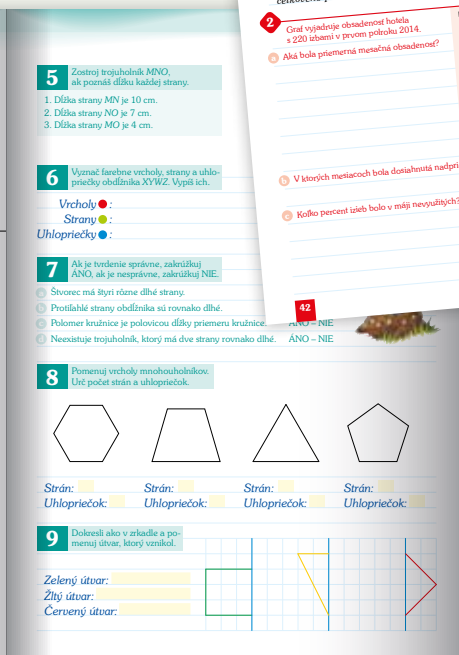 5
Zostroj trojuholník MNO,
ak poznáš dĺžku každej strany.
1. Dĺžka strany MN je 10 cm.
2. Dĺžka strany NO je 7 cm.
3. Dĺžka strany MO je 4 cm.
6
Vyznač farebne vrcholy, strany a uhlo-
priečky obdĺžnika XYWZ. Vypíš ich.
Vrcholy :
Strany :
Uhlopriečky :
7
Ak je tvrdenie správne, zakrúžkuj
ÁNO, ak je nesprávne, zakrúžkuj NIE.
a Štvorec má štyri rôzne dlhé strany.
b Protiľahlé strany obdĺžnika sú rovnako dlhé.
c Polomer kružnice je polovicou dĺžky priemeru kružnice. ÁNO – NIE
d Neexistuje trojuholník, ktorý má dve strany rovnako dlhé. ÁNO – NIE
8
Pomenuj vrcholy mnohouholníkov.
Urč počet strán a uhlopriečok.
Strán: Strán: Strán: Strán:
Uhlopriečok: Uhlopriečok: Uhlopriečok: Uhlopriečok:
9
Dokresli ako v zrkadle a po-
menuj útvar, ktorý vznikol.
Zelený útvar:
Žltý útvar:
Červený útvar:
2
Graf vyjadruje obsadenosť hotela
s 220 izbami v prvom polroku 2014.
a Aká bola priemerná mesačná obsadenosť?
b V ktorých mesiacoch bola dosiahnutá
c Koľko percent izieb bolo v máji nevyužitých?
42